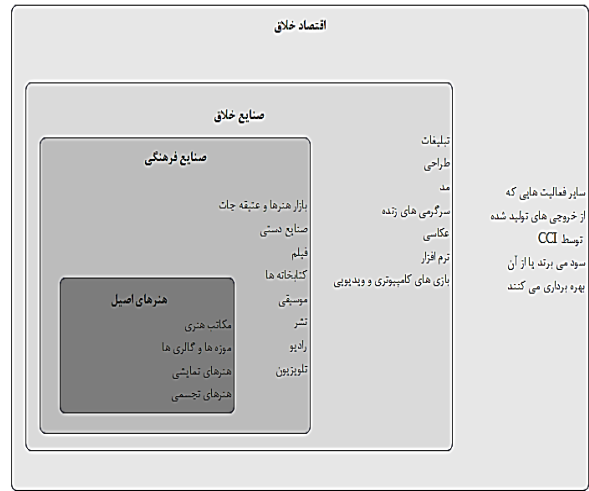 اقتصاد خلاق
سایر فعالیت هایی که
از خروجی های تولید شده
توسط CCI
سود می برند یا از آن
بهره برداری می کنند
صنایع خلاق
تبلیغات
طراحی
مد
سرگرمی های زنده
عکاسی
نرم افزار
بازی های کامپیوتری و ویدیویی
صنایع فرهنگی
بازار هنرها و عتیقه جات
صنایع دستی
فیلم
کتابخانه ها
موسیقی
نشر
رادیو
تلویزیون
هنرهای اصیل
مکاتب هنری
موزه ها و گالری ها
هنرهای نمایشی
هنرهای تجسمی